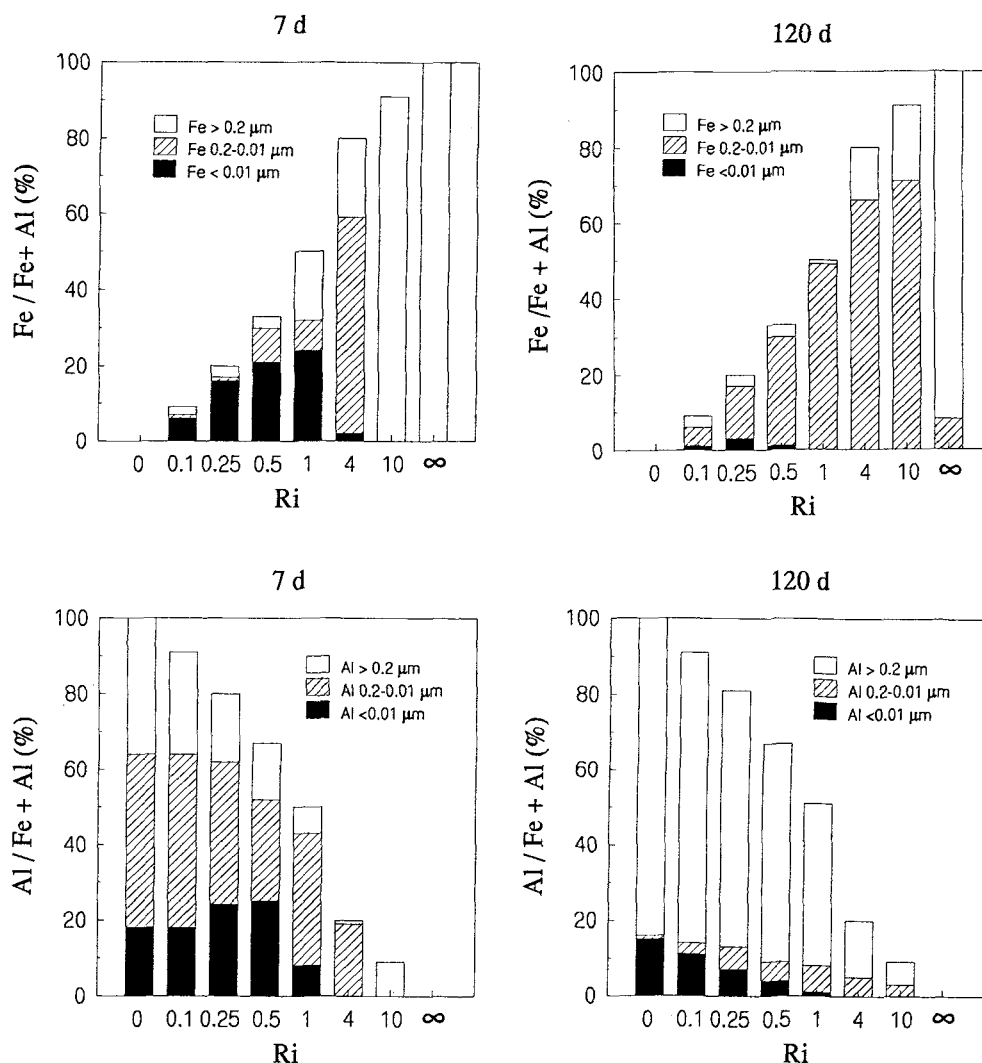 7 d
100
80
60
40
20
0
Fe / Fe+ Al (%)
Fe > 0.2 μm
Fe 0.2-0.01 μm
Fe < 0.01 μm
0 0.1 0.25 0.5 1 4 10 ∞
Ri
120 d
100
80
60
40
20
0
Fe /Fe + Al (%)
Fe > 0.2 μm
Fe 0.2-0.01 μm
Fe <0.01 μm
0 0.1 0.25 0.5 1 4 10 ∞
Ri
7 d
100
80
60
40
20
0
Al / Fe + Al (%)
Al > 0.2 μm
Al 0.2-0.01 μm
Al <0.01 μm
0 0.1 0.25 0.5 1 4 10 ∞
Ri
120 d
100
80
60
40
20
0
Al / Fe + Al (%)
Al > 0.2 μm
Al 0.2-0.01 μm
Al <0.01 μm
0 0.1 0.25 0.5 1 4 10 ∞
Ri